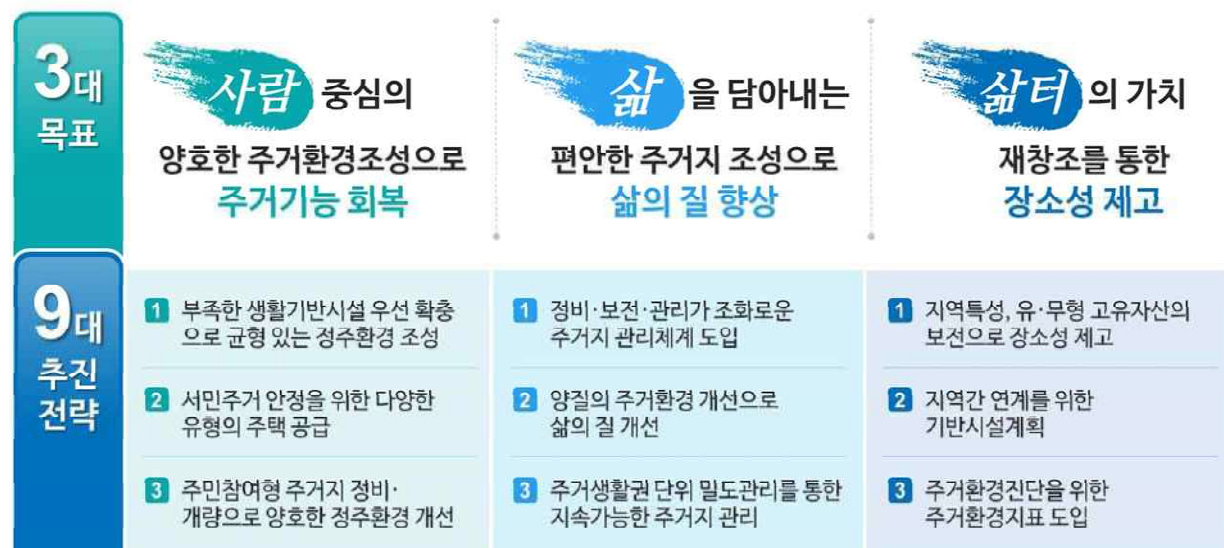 3대
목표
사람 중심의
양호한 주거환경조성으로
주거기능 회복
삶을 담아내는
편안한 주거지 조성으로
삶의 질 향상
삶터의 가치
재창조를 통한
장소성 제고
9대
추진
전략
1 부족한 생활기반시설 우선 확충
으로 균형 있는 정주환경 조성
2 서민주거 안정을 위한 다양한
유형의 주택 공급
3 주민참여형 주거지 정비·
개량으로 양호한 정주환경 개선
1 정비·보전·관리가 조화로운
주거지 관리체계 도입
2 양질의 주거환경 개선으로
삶의 질 개선
3 주거생활권 단위 밀도관리를 통한
지속가능한 주거지 관리
1 지역특성, 유·무형 고유자산의
보전으로 장소성 제고
2 지역간 연계를 위한
기반시설계획
3 주거환경진단을 위한
주거환경지표 도입